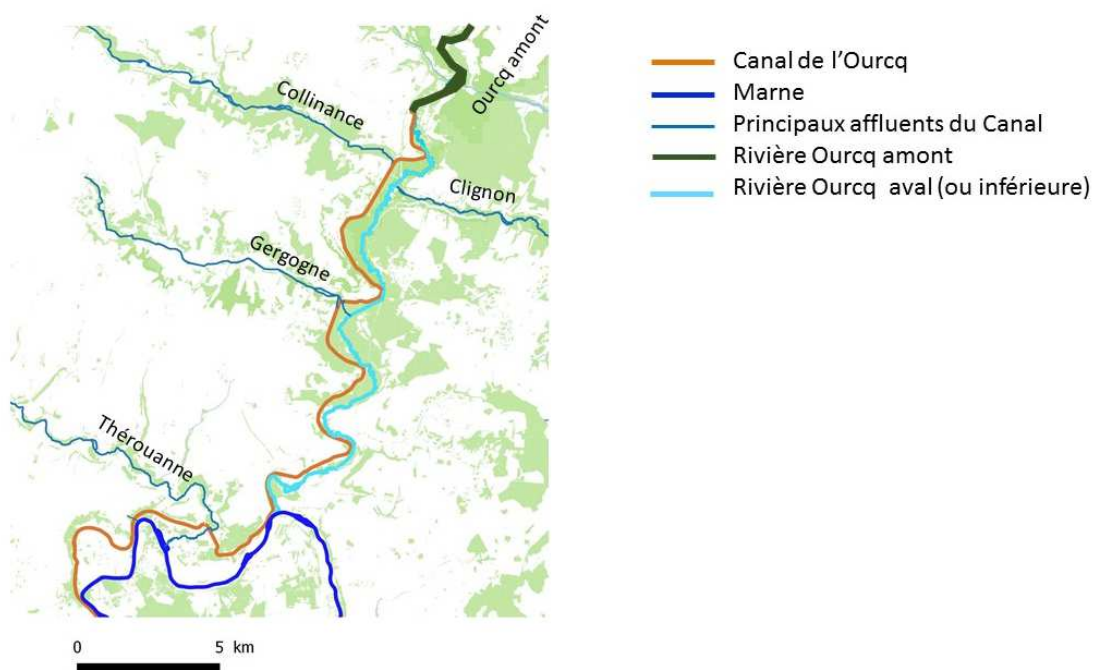 Ourcq amont
Collinance
Clignon
Gergogne
Thérouanne
0 5 km
Canal de l'Ourcq
Marne
Principaux affluents du Canal
Rivière Ourcq amont
Rivière Ourcq aval (ou inférieure)